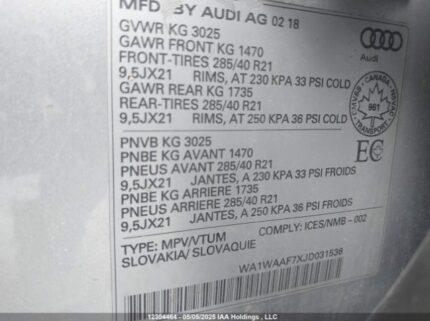 MFD. BY AUDI AG 02 18
GVWR KG 3025
GAWR FRONT KG 1470
FRONT-TIRES 285/40 R21
9,5JX21 RIMS, AT 230 KPA 33 PSI COLD
GAWR REAR KG 1735
REAR-TIRES 285/40 R21
9,5JX21 RIMS, AT 250 KPA 36 PSI COLD
Audi
CMVSS - CANADA - NSVAC
961
EC
PNVB KG 3025
PNBE KG AVANT 1470
PNEUS AVANT 285/40 R21
9,5JX21 JANTES, A 230 KPA 33 PSI FROIDS
PNBE KG ARRIERE 1735
PNEUS ARRIERE 285/40 R21
9,5JX21 JANTES, A 250 KPA 36 PSI FROIDS
TYPE: MPV/VTUM COMPLY: ICES/NMB-002
SLOVAKIA/ SLOVAQUIE
WA1WAAF7XJD031536
12304464 - 05/05/2025 IAA Holdings, LLC.